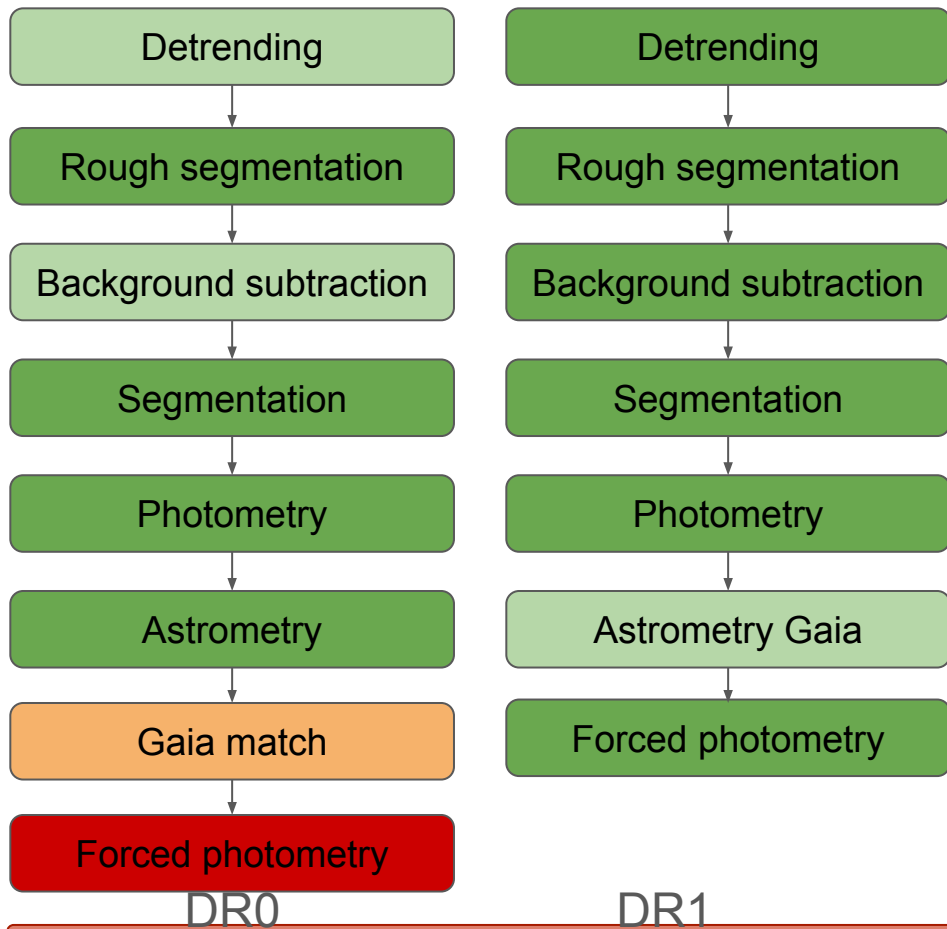 Detrending
Rough segmentation
Background subtraction
Segmentation
Photometry
Astrometry
Gaia match
Forced photometry
DR0
Detrending
Rough segmentation
Background subtraction
Segmentation
Photometry
Astrometry Gaia
Forced photometry
DR1